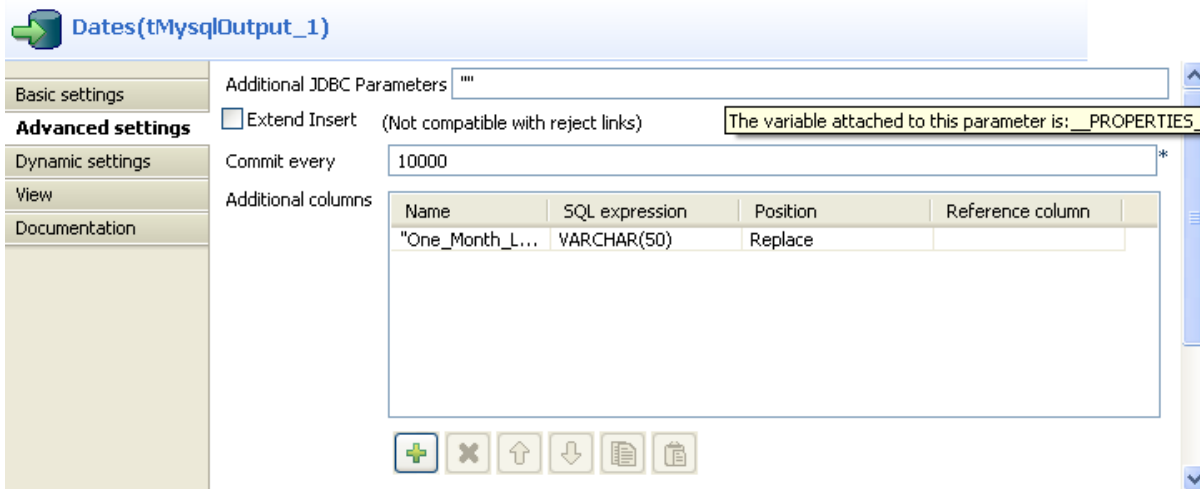 Dates(tMysqlOutput_1)
Basic settings
Advanced settings
Dynamic settings
View
Documentation
Additional JDBC Parameters ""
Extend Insert (Not compatible with reject links)
The variable attached to this parameter is:__PROPERTIES_
Commit every 10000 *
Additional columns
Name SQL expression Position Reference column
"One_Month_L... VARCHAR(50) Replace